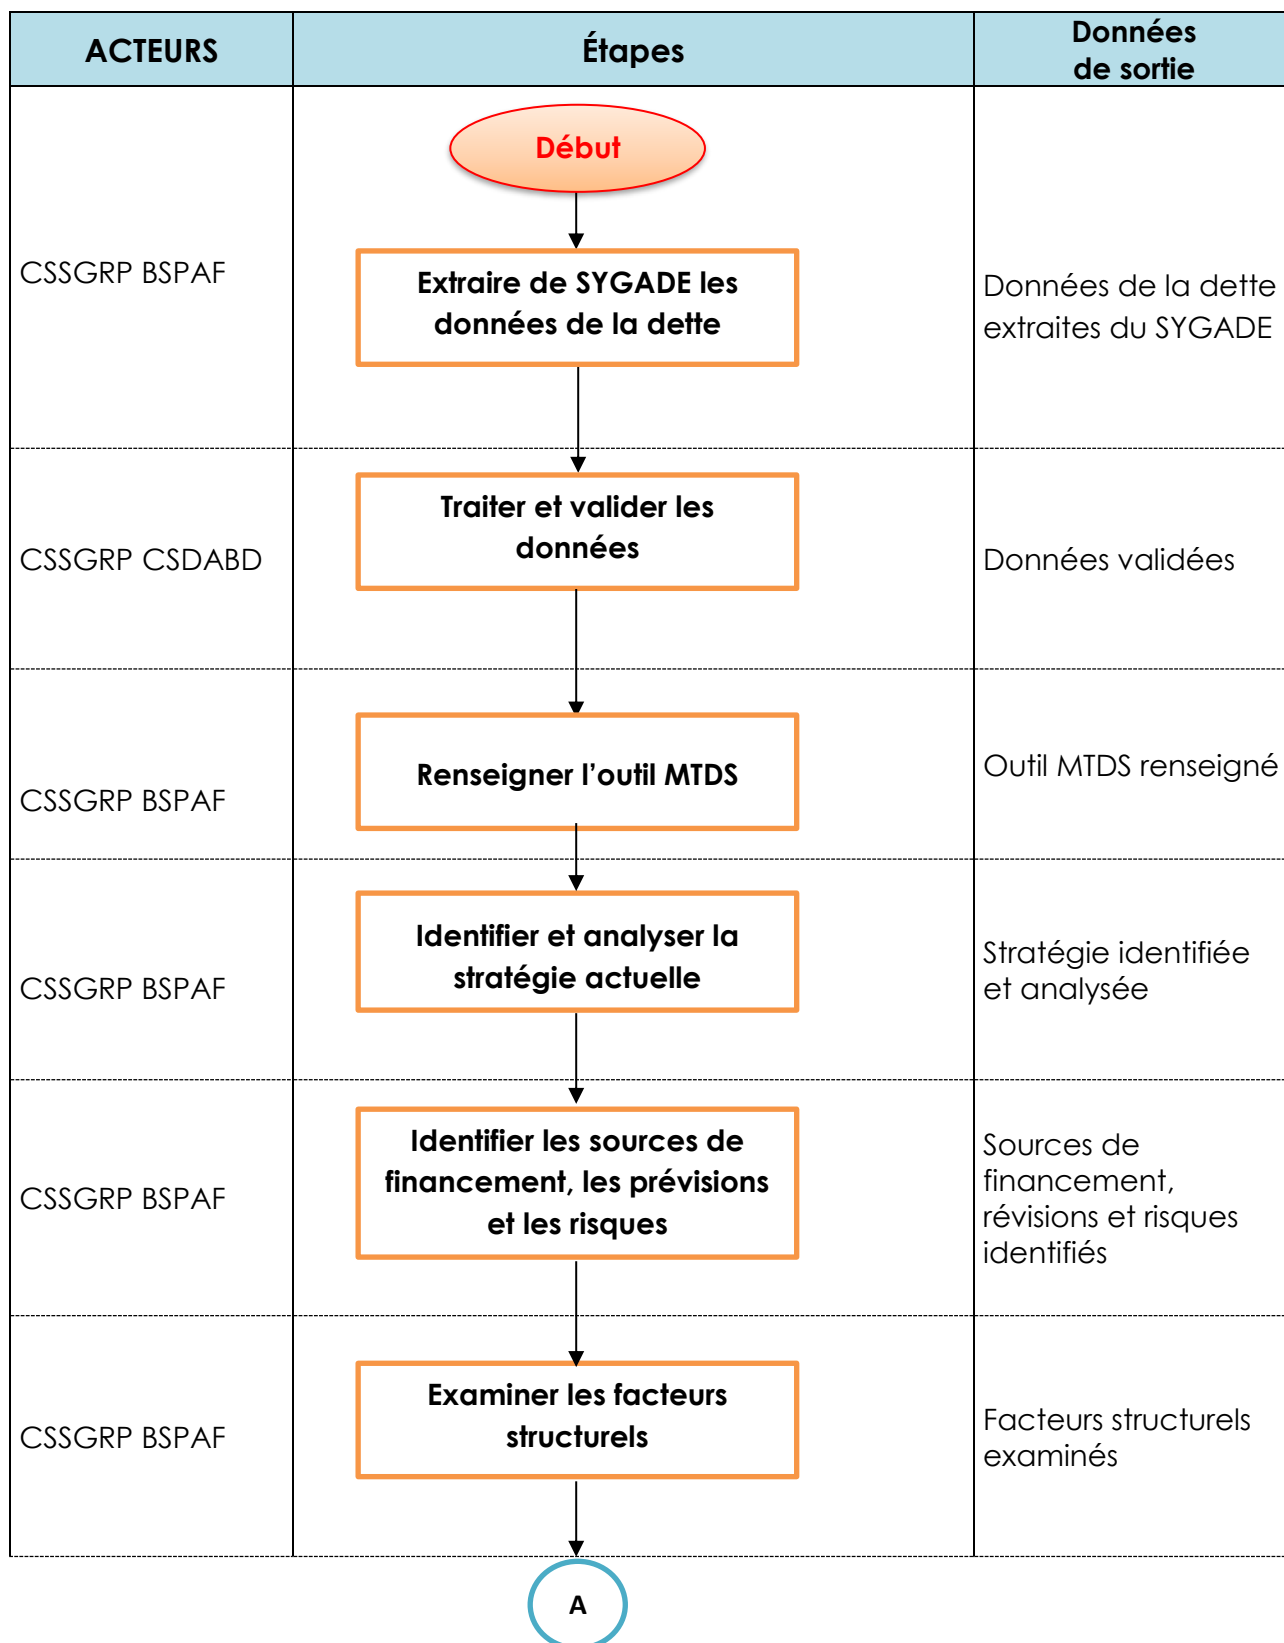 ACTEURS
Étapes
Données
de sortie
Début
CSSGRP BSPAF
Extraire de SYGADE les
données de la dette
Données de la dette
extraites du SYGADE
CSSGRP CSDABD
Traiter et valider les
données
Données validées
CSSGRP BSPAF
Renseigner l’outil MTDS
Outil MTDS renseigné
CSSGRP BSPAF
Identifier et analyser la
stratégie actuelle
Stratégie identifiée
et analysée
CSSGRP BSPAF
Identifier les sources de
financement, les prévisions
et les risques
Sources de
financement,
révisions et risques
identifiés
CSSGRP BSPAF
Examiner les facteurs
structurels
Facteurs structurels
examinés
A